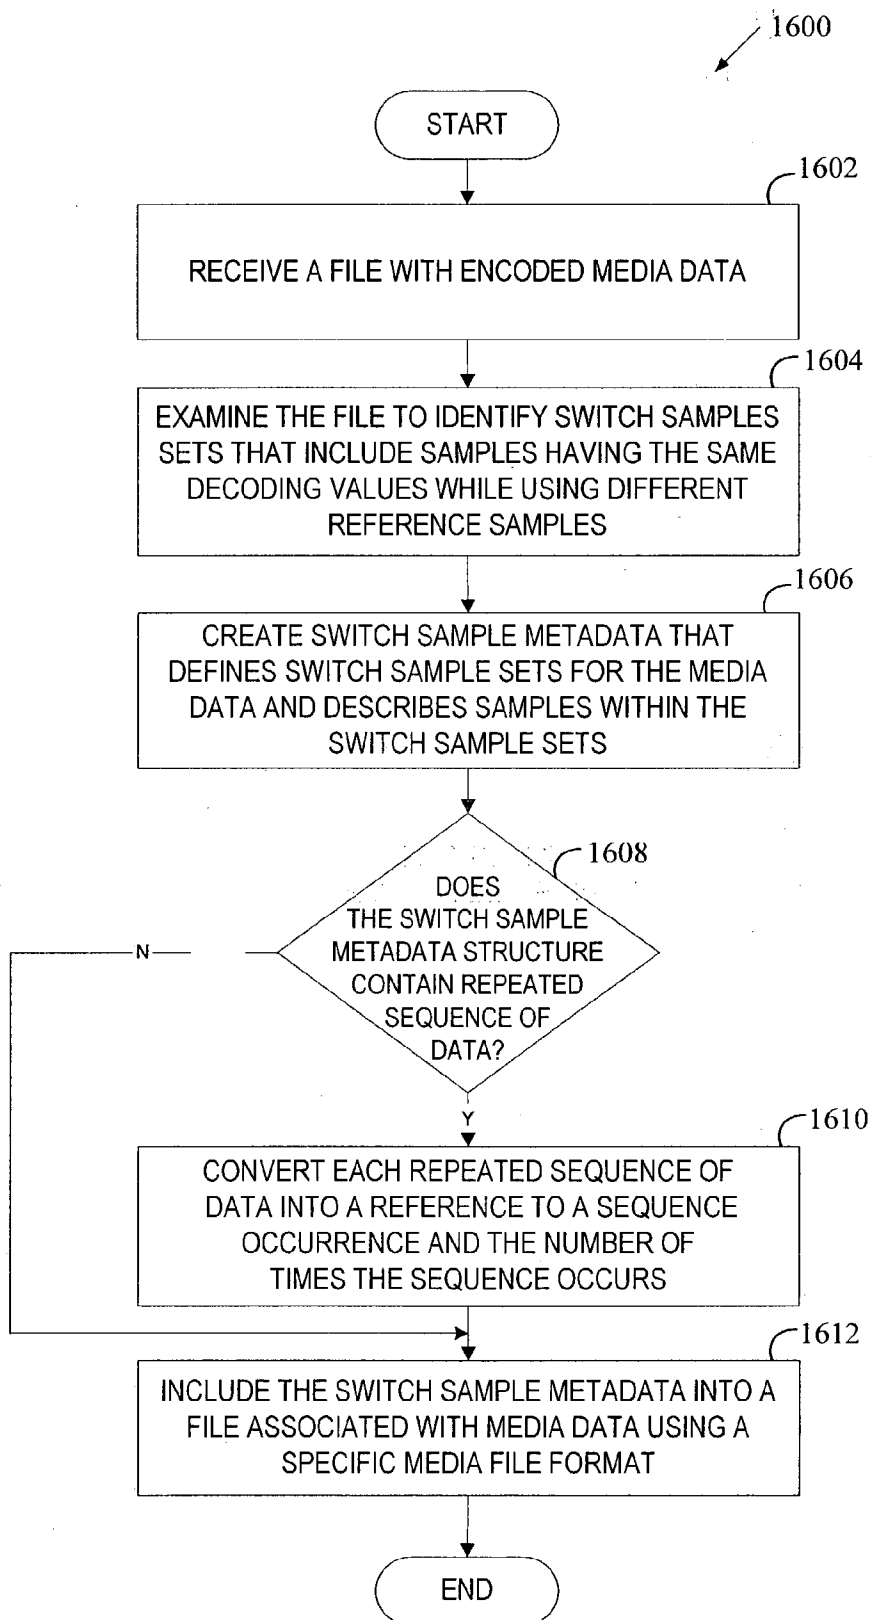 1600
START
1602
RECEIVE A FILE WITH ENCODED MEDIA DATA
1604
EXAMINE THE FILE TO IDENTIFY SWITCH SAMPLES
SETS THAT INCLUDE SAMPLES HAVING THE SAME
DECODING VALUES WHILE USING DIFFERENT
REFERENCE SAMPLES
1606
CREATE SWITCH SAMPLE METADATA THAT
DEFINES SWITCH SAMPLE SETS FOR THE MEDIA
DATA AND DESCRIBES SAMPLES WITHIN THE
SWITCH SAMPLE SETS
1608
DOES
THE SWITCH SAMPLE
METADATA STRUCTURE
CONTAIN REPEATED
SEQUENCE OF
DATA?
N
Y
1610
CONVERT EACH REPEATED SEQUENCE OF
DATA INTO A REFERENCE TO A SEQUENCE
OCCURRENCE AND THE NUMBER OF
TIMES THE SEQUENCE OCCURS
1612
INCLUDE THE SWITCH SAMPLE METADATA INTO A
FILE ASSOCIATED WITH MEDIA DATA USING A
SPECIFIC MEDIA FILE FORMAT
END